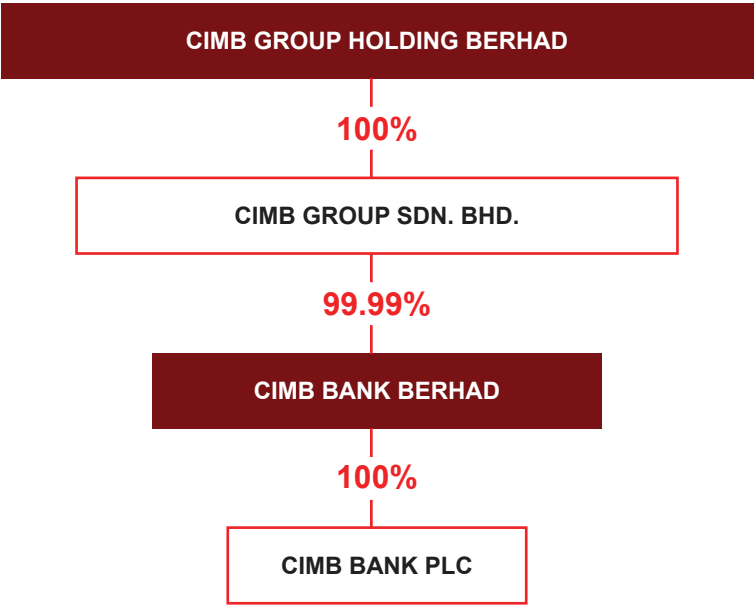 CIMB GROUP HOLDING BERHAD
100%
CIMB GROUP SDN. BHD.
99.99%
CIMB BANK BERHAD
100%
CIMB BANK PLC